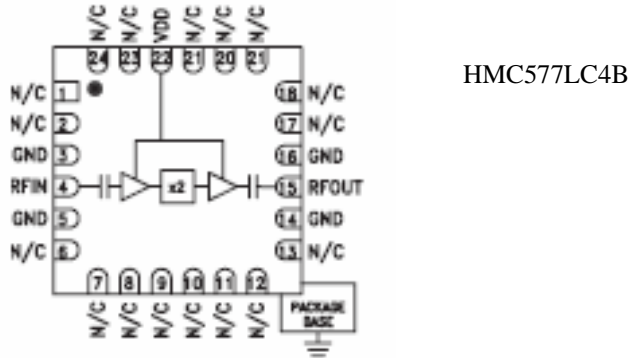 N/C N/C VDD N/C N/C N/C
24 23 22 21 20 21
HMC577LC4B
N/C 1 18 N/C
N/C 2 17 N/C
GND 3 16 GND
RFIN 4 x2 15 RFOUT
GND 5 14 GND
N/C 6 13 N/C
7 8 9 10 11 12
N/C N/C N/C N/C N/C N/C
PACKAGE
BASE